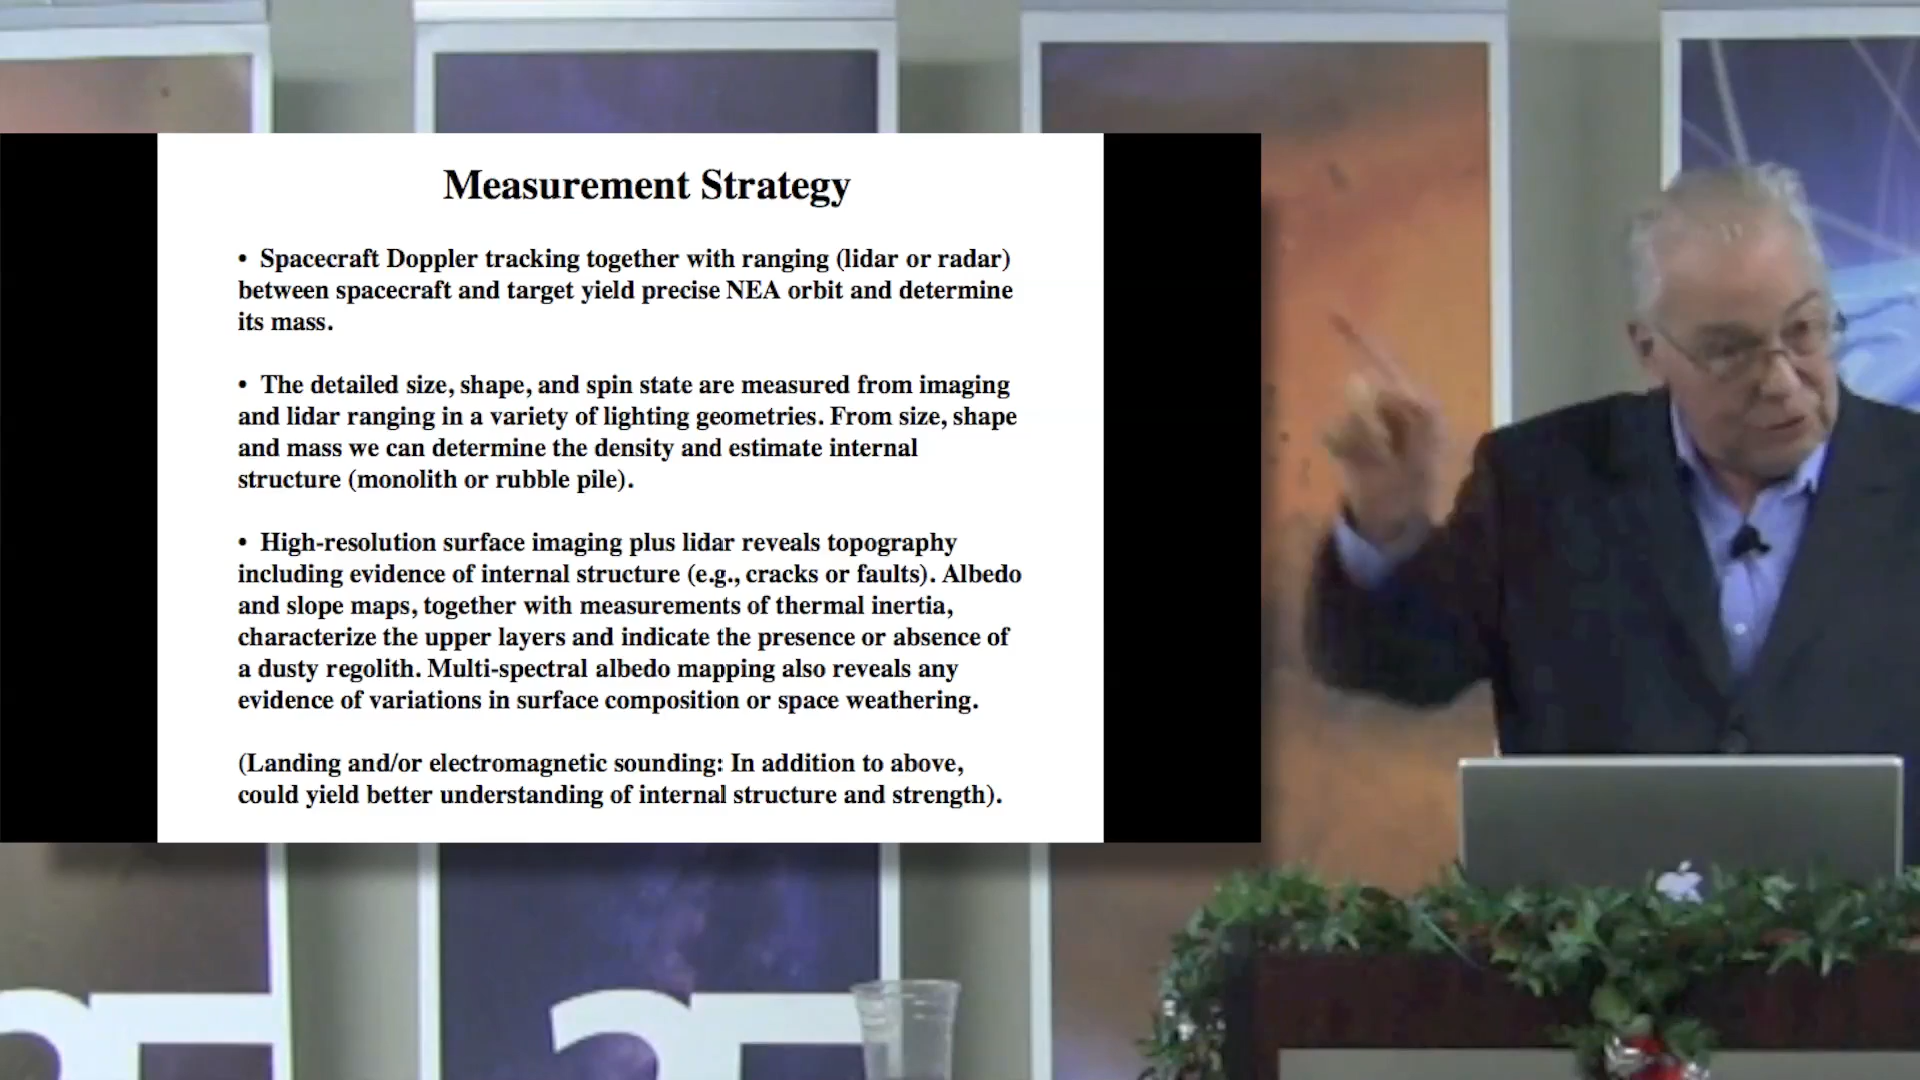 Measurement Strategy
• Spacecraft Doppler tracking together with ranging (lidar or radar)
between spacecraft and target yield precise NEA orbit and determine
its mass.
• The detailed size, shape, and spin state are measured from imaging
and lidar ranging in a variety of lighting geometries. From size, shape
and mass we can determine the density and estimate internal
structure (monolith or rubble pile).
• High-resolution surface imaging plus lidar reveals topography
including evidence of internal structure (e.g., cracks or faults). Albedo
and slope maps, together with measurements of thermal inertia,
characterize the upper layers and indicate the presence or absence of
a dusty regolith. Multi-spectral albedo mapping also reveals any
evidence of variations in surface composition or space weathering.
(Landing and/or electromagnetic sounding: In addition to above,
could yield better understanding of internal structure and strength).